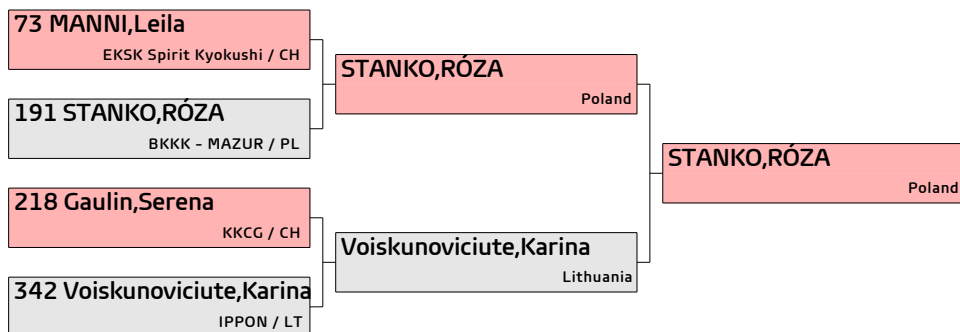 73 MANNI,Leila
EKSK Spirit Kyokushi / CH
191 STANKO,RÓZA
BKKK - MAZUR / PL
218 Gaulin,Serena
KKCG / CH
342 Voiskunoviciute,Karina
IPPON / LT
STANKO,RÓZA
Poland
Voiskunoviciute,Karina
Lithuania
STANKO,RÓZA
Poland